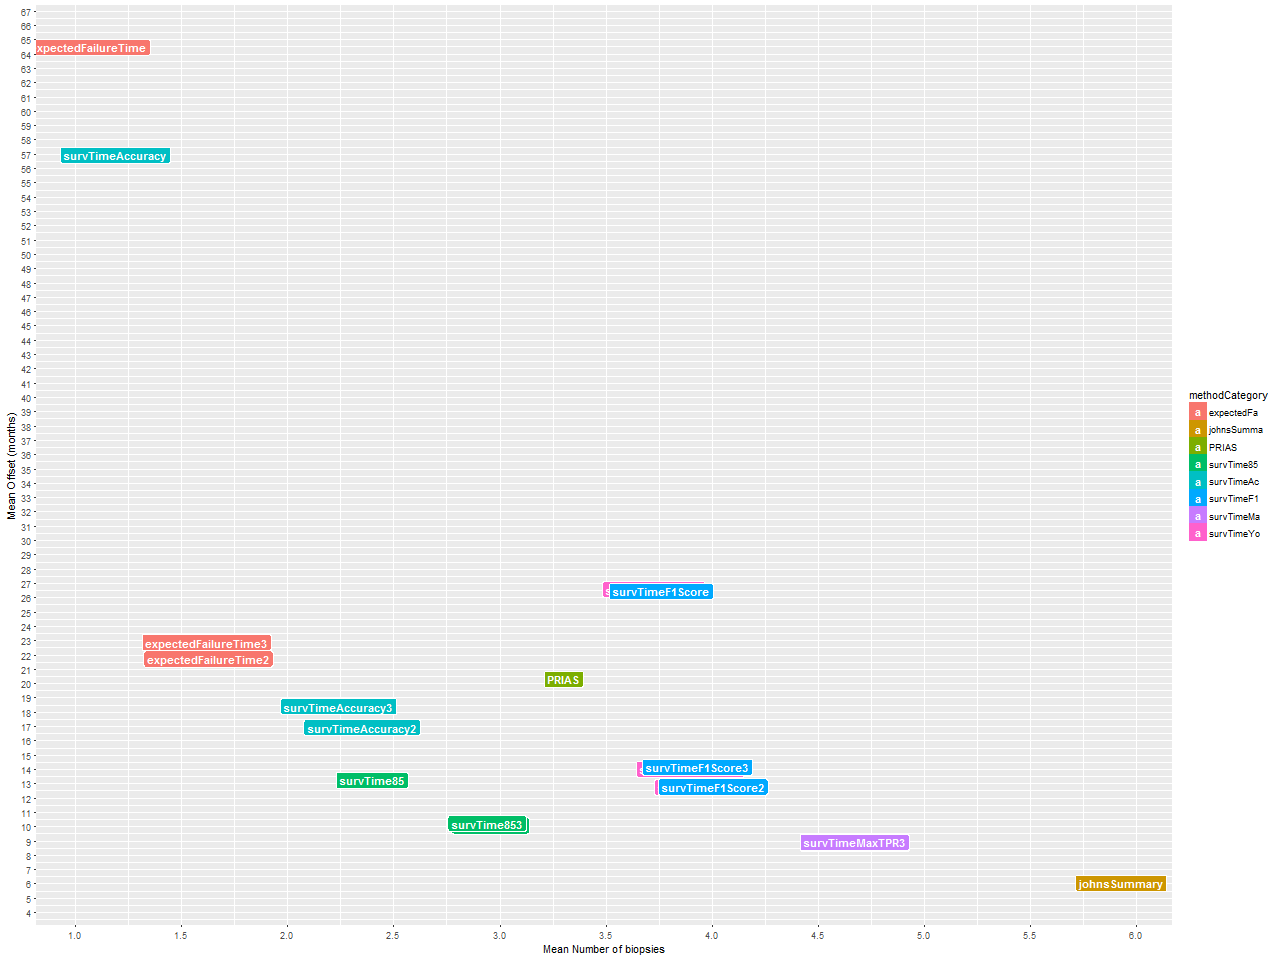 67
66
65
64
63
62
61
60
59
58
57
56
55
54
53
52
51
50
49
48
47
46
45
44
43
42
41
40
39
38
37
36
35
34
33
32
31
30
29
28
27
26
25
24
23
22
21
20
19
18
17
16
15
14
13
12
11
10
9
8
7
6
5
4
Mean Offset (months)
xpectedFailureTime
survTimeAccuracy
survTimeF1Score
expectedFailureTime3
expectedFailureTime2
PRIAS
survTimeAccuracy3
survTimeAccuracy2
survTimeF1Score3
survTime85
survTimeF1Score2
survTime853
survTimeMaxTPR3
johnsSummary
1.0 1.5 2.0 2.5 3.0 3.5 4.0 4.5 5.0 5.5 6.0
Mean Number of biopsies
methodCategory
a expectedFa
a johnsSumma
a PRIAS
a survTime85
a survTimeAc
a survTimeF1
a survTimeMa
a survTimeYo